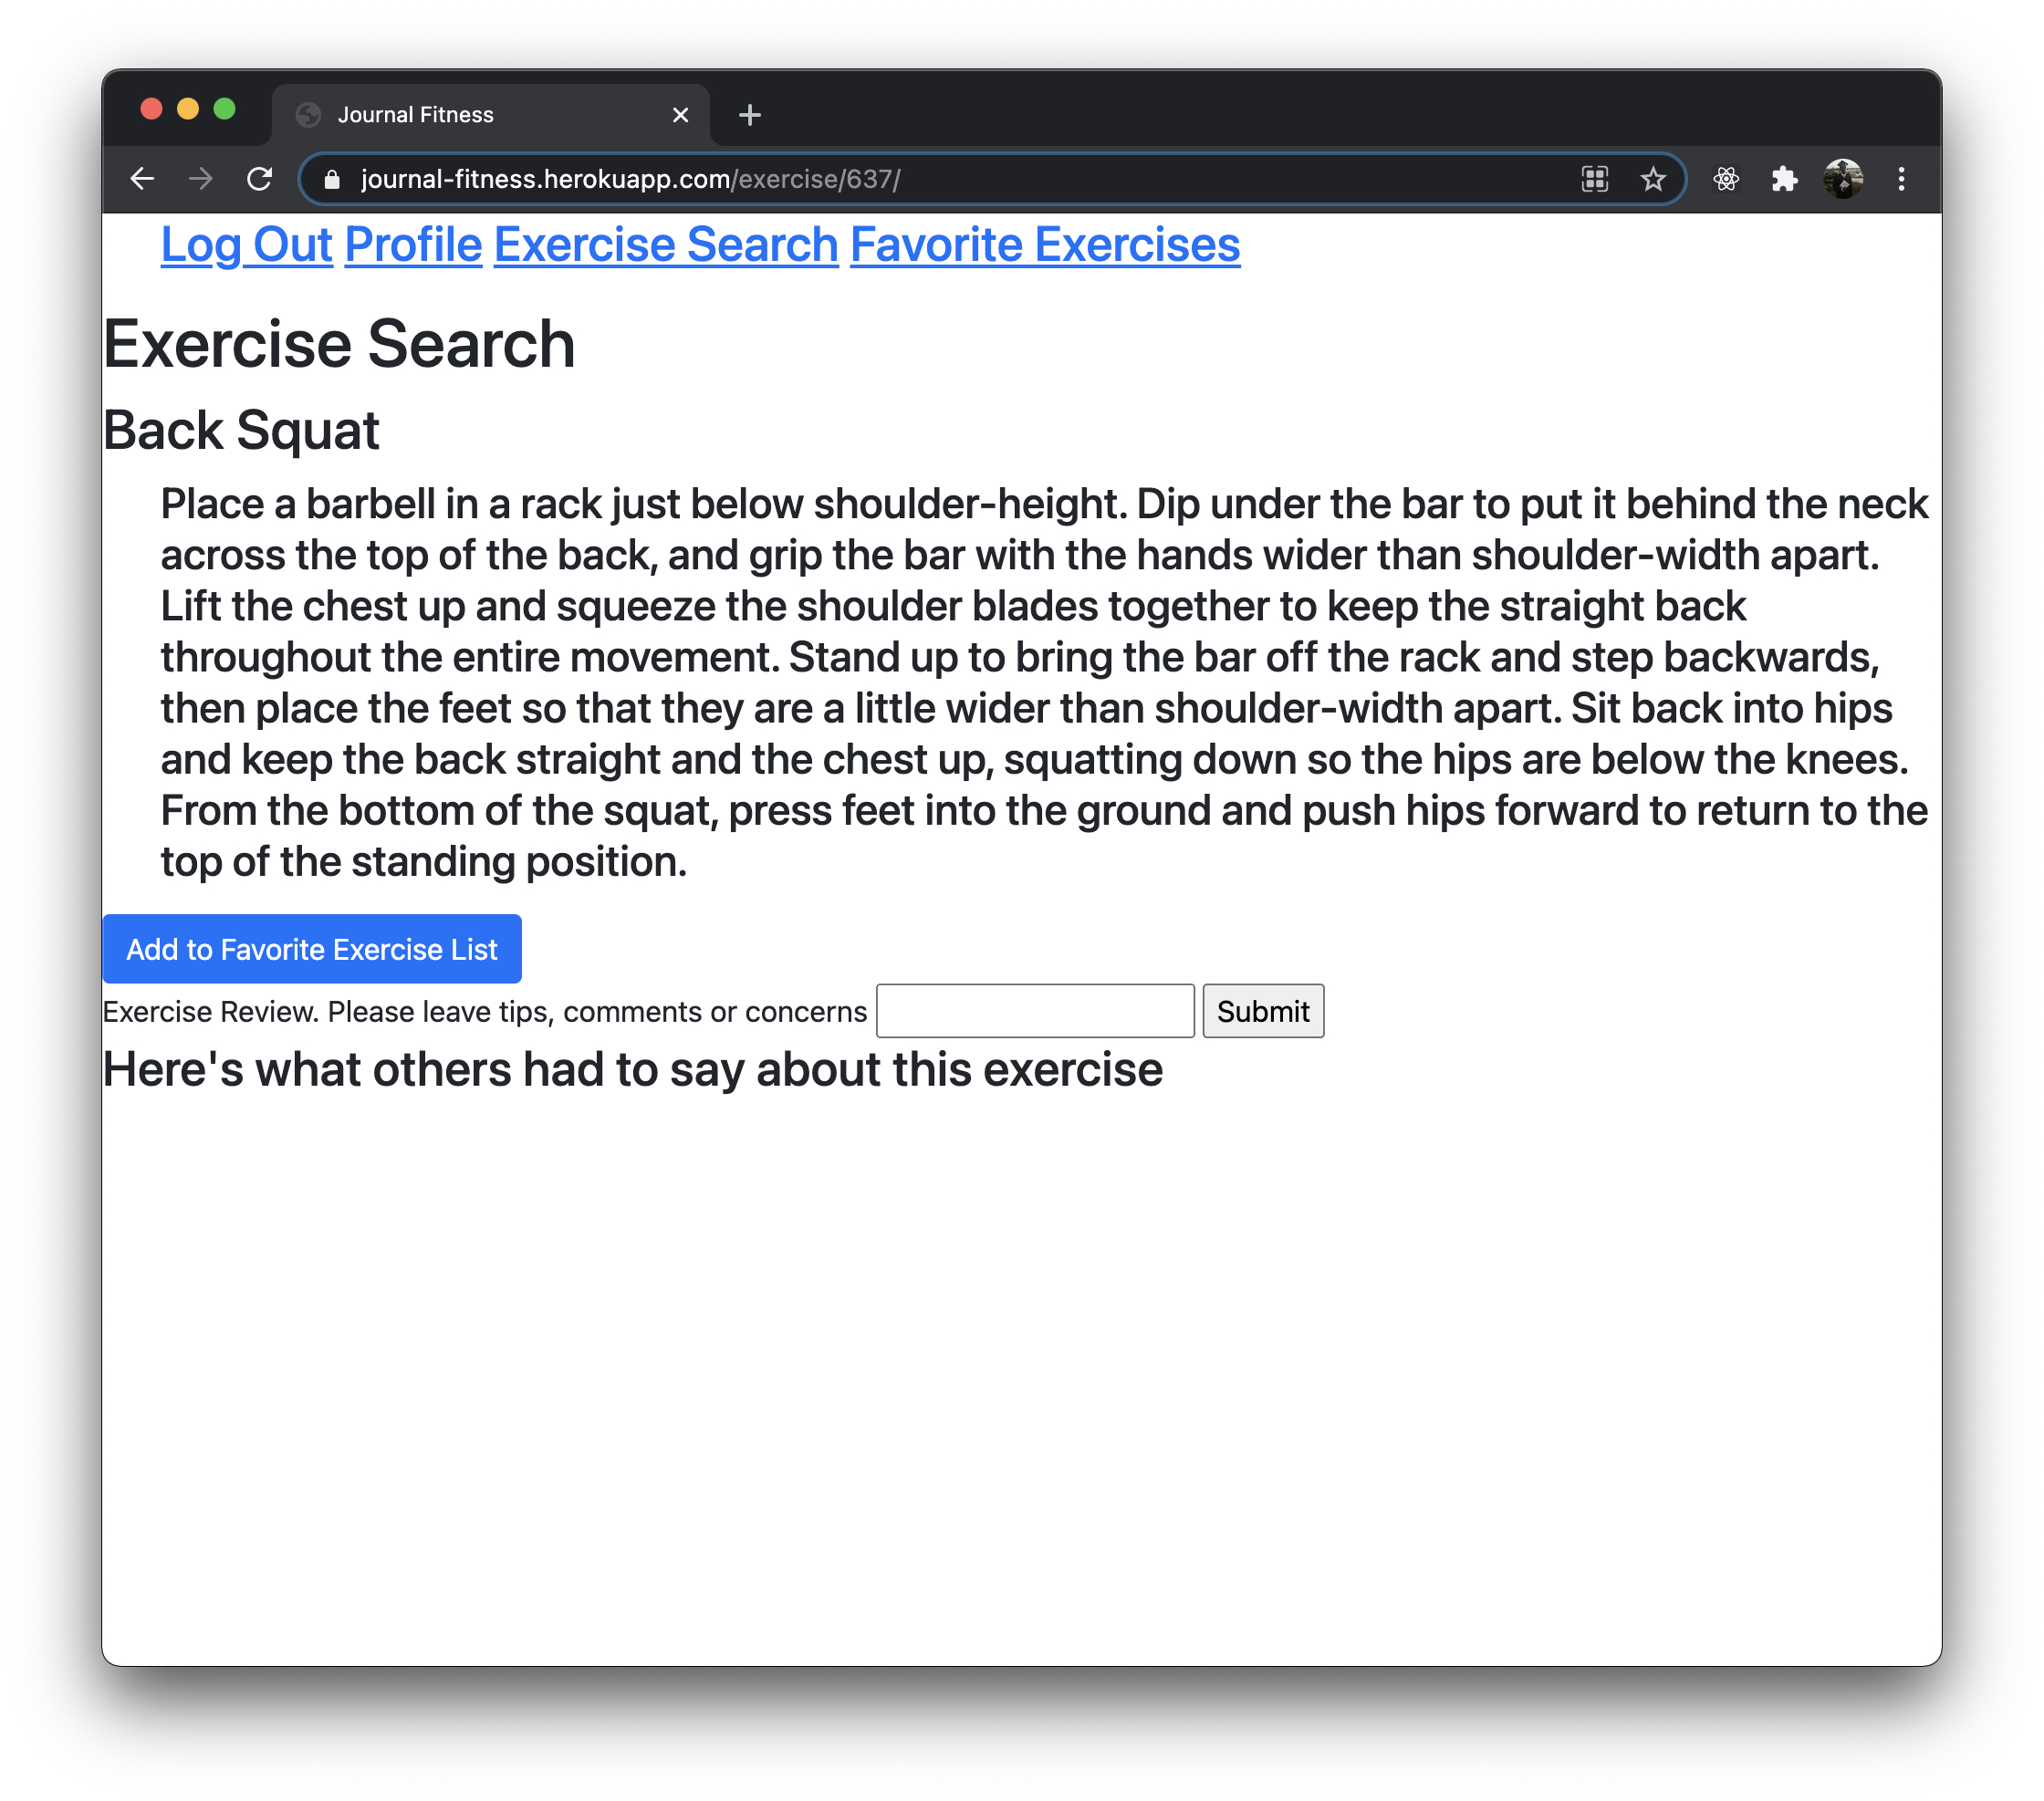 Journal Fitness
journal-fitness.herokuapp.com/exercise/637/
Log Out Profile Exercise Search Favorite Exercises
Exercise Search
Back Squat
Place a barbell in a rack just below shoulder-height. Dip under the bar to put it behind the neck
across the top of the back, and grip the bar with the hands wider than shoulder-width apart.
Lift the chest up and squeeze the shoulder blades together to keep the straight back
throughout the entire movement. Stand up to bring the bar off the rack and step backwards,
then place the feet so that they are a little wider than shoulder-width apart. Sit back into hips
and keep the back straight and the chest up, squatting down so the hips are below the knees.
From the bottom of the squat, press feet into the ground and push hips forward to return to the
top of the standing position.
Add to Favorite Exercise List
Exercise Review. Please leave tips, comments or concerns Submit
Here's what others had to say about this exercise